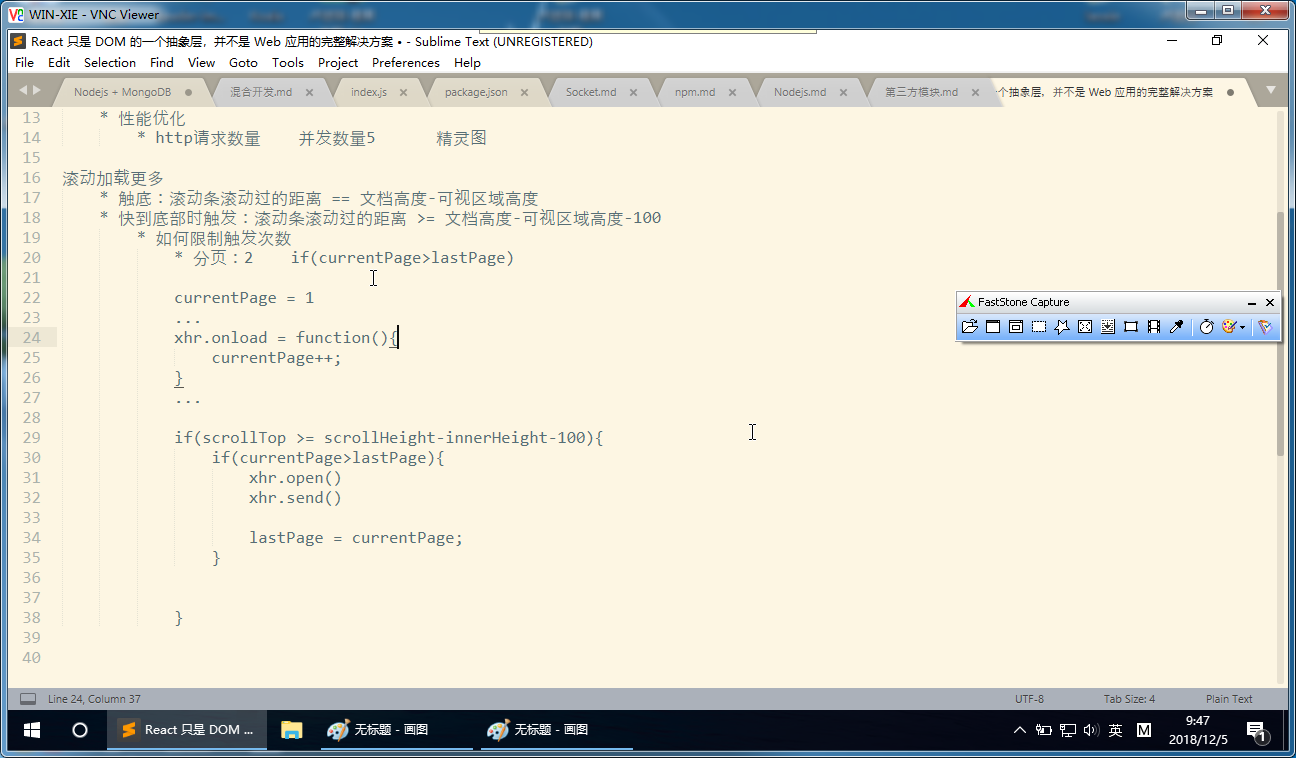 WIN-XIE - VNC Viewer
React 只是 DOM 的一个抽象层，并不是 Web 应用的完整解决方案 • - Sublime Text (UNREGISTERED)
File Edit Selection Find View Goto Tools Project Preferences Help
Nodejs + MongoDB 混合开发.md index.js package.json Socket.md npm.md Nodejs.md 第三方模块.md 个抽象层，并不是 Web 应用的完整解决方案
13 * 性能优化
14 * http请求数量 并发数量5 精灵图
15
16 滚动加载更多
17 * 触底：滚动条滚动过的距离 == 文档高度-可视区域高度
18 * 快到底部时触发：滚动条滚动过的距离 >= 文档高度-可视区域高度-100
19 * 如何限制触发次数
20 * 分页：2 if(currentPage>lastPage)
21
22 currentPage = 1
23 ...
24 xhr.onload = function(){
25 currentPage++;
26 }
27 ...
28
29 if(scrollTop >= scrollHeight-innerHeight-100){
30 if(currentPage>lastPage){
31 xhr.open()
32 xhr.send()
33
34 lastPage = currentPage;
35 }
36
37
38 }
39
40
FastStone Capture
Line 24, Column 37 UTF-8 Tab Size: 4 Plain Text
React 只是 DOM ... 无标题 - 画图 无标题 - 画图 英 M 9:47
2018/12/5 1